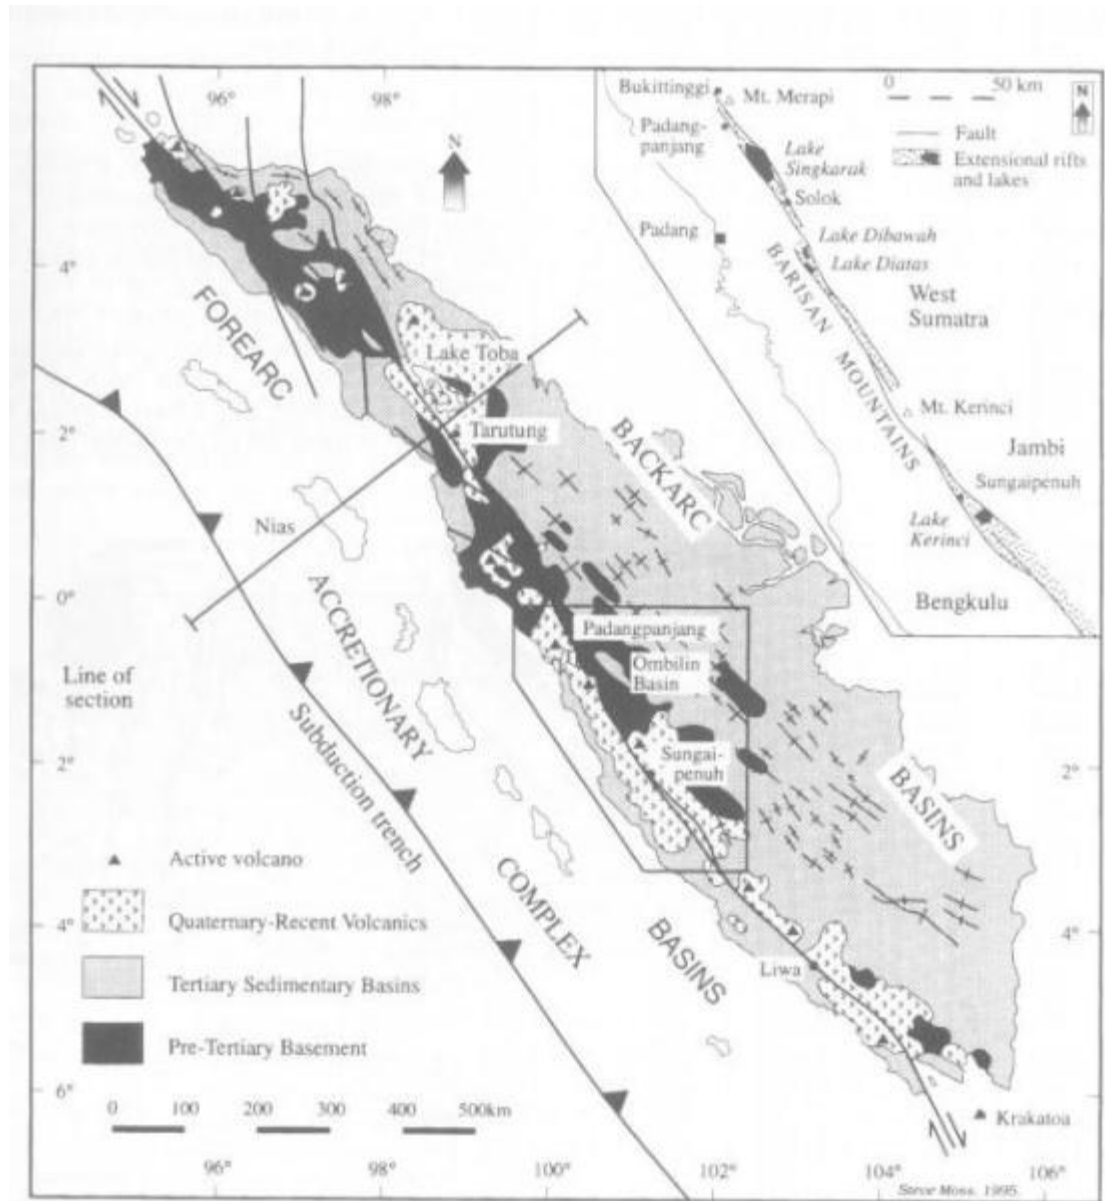 96°
98°
4°
2°
0°
2°
4°
6°
N
FOREARC
BASINS
ACCRETIONARY
COMPLEX
BACKARC
BASINS
Lake Toba
Tarutung
Nias
Line of
section
Subduction trench
Padangpanjang
Ombilin
Basin
Sungai-
penuh
Liwa
Krakatoa
2°
4°
Active volcano
Quaternary-Recent Volcanics
Tertiary Sedimentary Basins
Pre-Tertiary Basement
0 100 200 300 400 500km
96° 98° 100° 102° 104° 106°
Steve Moss. 1995.
Bukittinggi
Mt. Merapi
Padang-
panjang
Lake
Singkarak
Solok
Padang
Lake Dibawah
Lake Diatas
BARISAN MOUNTAINS
West
Sumatra
Mt. Kerinci
Jambi
Sungaipenuh
Lake
Kerinci
Bengkulu
0 50 km
N
Fault
Extensional rifts
and lakes